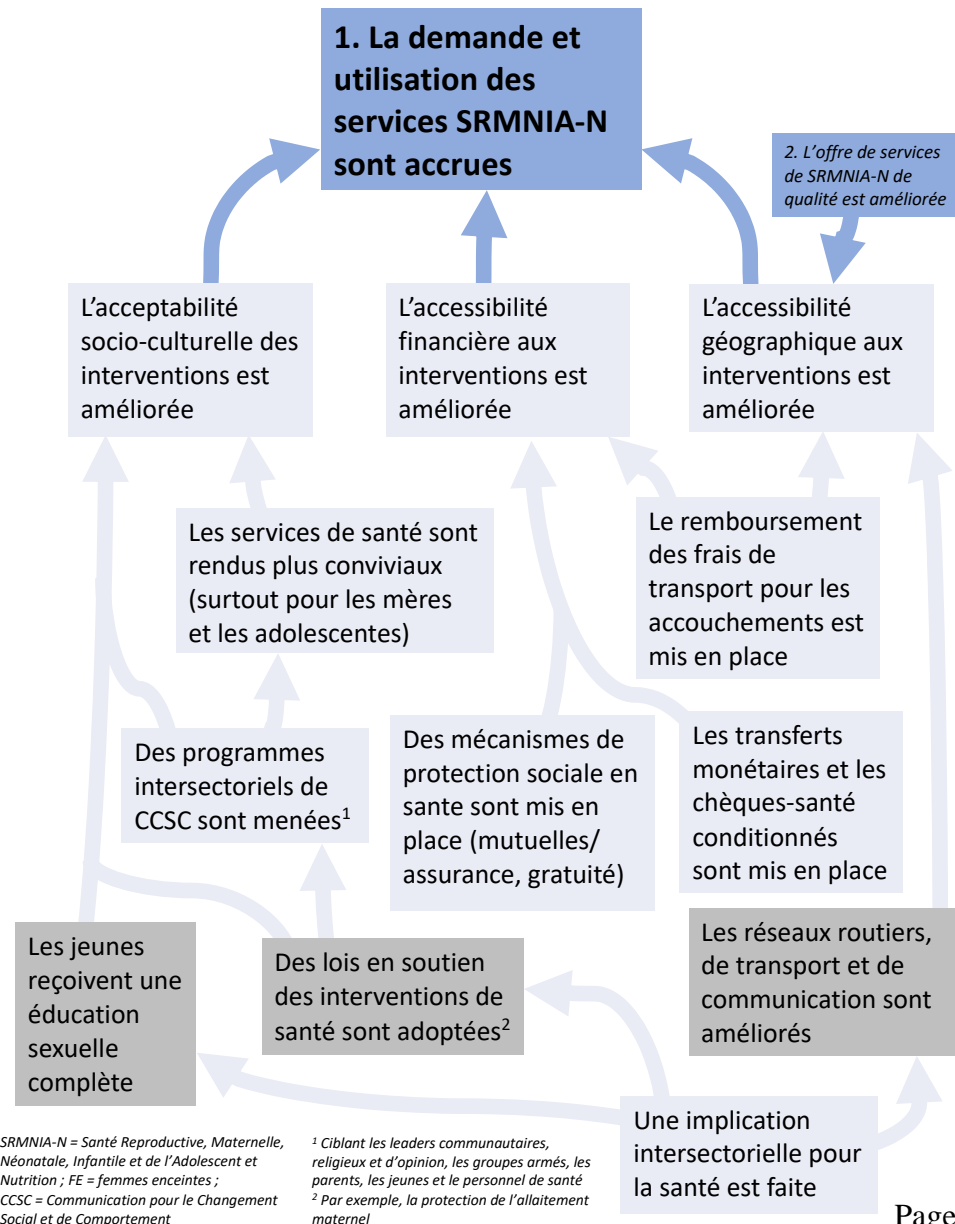 1. La demande et
utilisation des
services SRMNIA-N
sont accrues
2. L'offre de services
de SRMNIA-N de
qualité est améliorée
L'acceptabilité
socio-culturelle des
interventions est
améliorée
L'accessibilité
financière aux
interventions est
améliorée
L'accessibilité
géographique aux
interventions est
améliorée
Les services de santé sont
rendus plus conviviaux
(surtout pour les mères
et les adolescentes)
Le remboursement
des frais de
transport pour les
accouchements est
mis en place
Des programmes
intersectoriels de
CCSC sont menées¹
Des mécanismes de
protection sociale en
sante sont mis en
place (mutuelles/
assurance, gratuité)
Les transferts
monétaires et les
chèques-santé
conditionnés
sont mis en place
Les jeunes
reçoivent une
éducation
sexuelle
complète
Des lois en soutien
des interventions de
santé sont adoptées²
Les réseaux routiers,
de transport et de
communication sont
améliorés
Une implication
intersectorielle pour
la santé est faite
SRMNIA-N = Santé Reproductive, Maternelle,
Néonatale, Infantile et de l'Adolescent et
Nutrition ; FE = femmes enceintes ;
CCSC = Communication pour le Changement
Social et de Comportement
¹ Ciblant les leaders communautaires,
religieux et d'opinion, les groupes armés, les
parents, les jeunes et le personnel de santé
² Par exemple, la protection de l'allaitement
maternel
Page